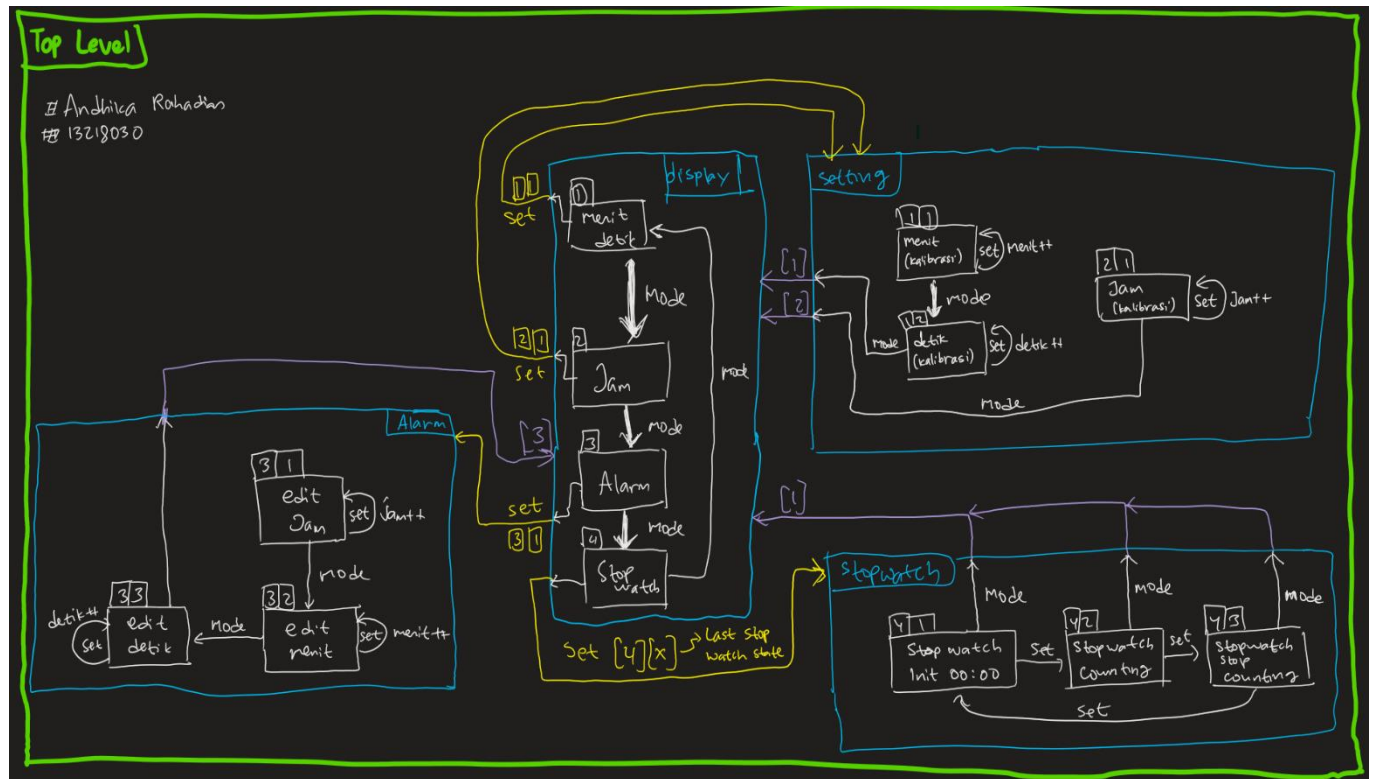 Top Level
# Andhika Rahadian
# 13218030
display
1
menit
detik
Mode
2
Jam
mode
3
Alarm
mode
4
Stop
watch
mode
1 1
set
2 1
set
[3]
set
3 1
Set [4][x] → Last Stop
watch state
setting
1 1
menit
(kalibrasi)
set
menit++
mode
1 2
detik
(kalibrasi)
set
detik++
mode
2 1
Jam
(kalibrasi)
set
Jam++
mode
[1]
[2]
Alarm
3 1
edit
Jam
set
jam++
mode
3 2
edit
menit
set
menit++
mode
3 3
edit
detik
detik++
set
[1]
Stopwatch
4 1
Stop watch
Init 00:00
mode
set
4 2
Stopwatch
Counting
mode
set
4 3
Stopwatch
stop
counting
mode
set